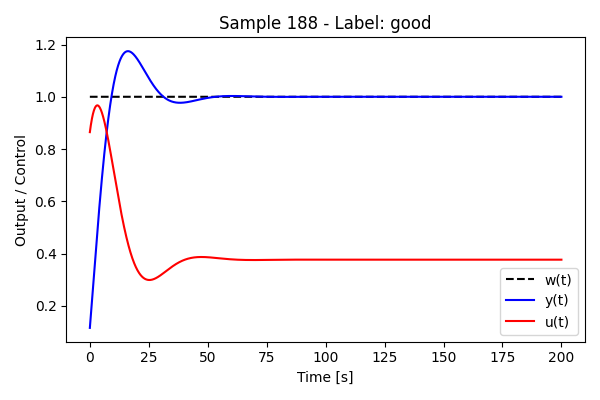 Sample 188 - Label: good
Output / Control
1.2
1.0
0.8
0.6
0.4
0.2
w(t)
y(t)
u(t)
0 25 50 75 100 125 150 175 200
Time [s]